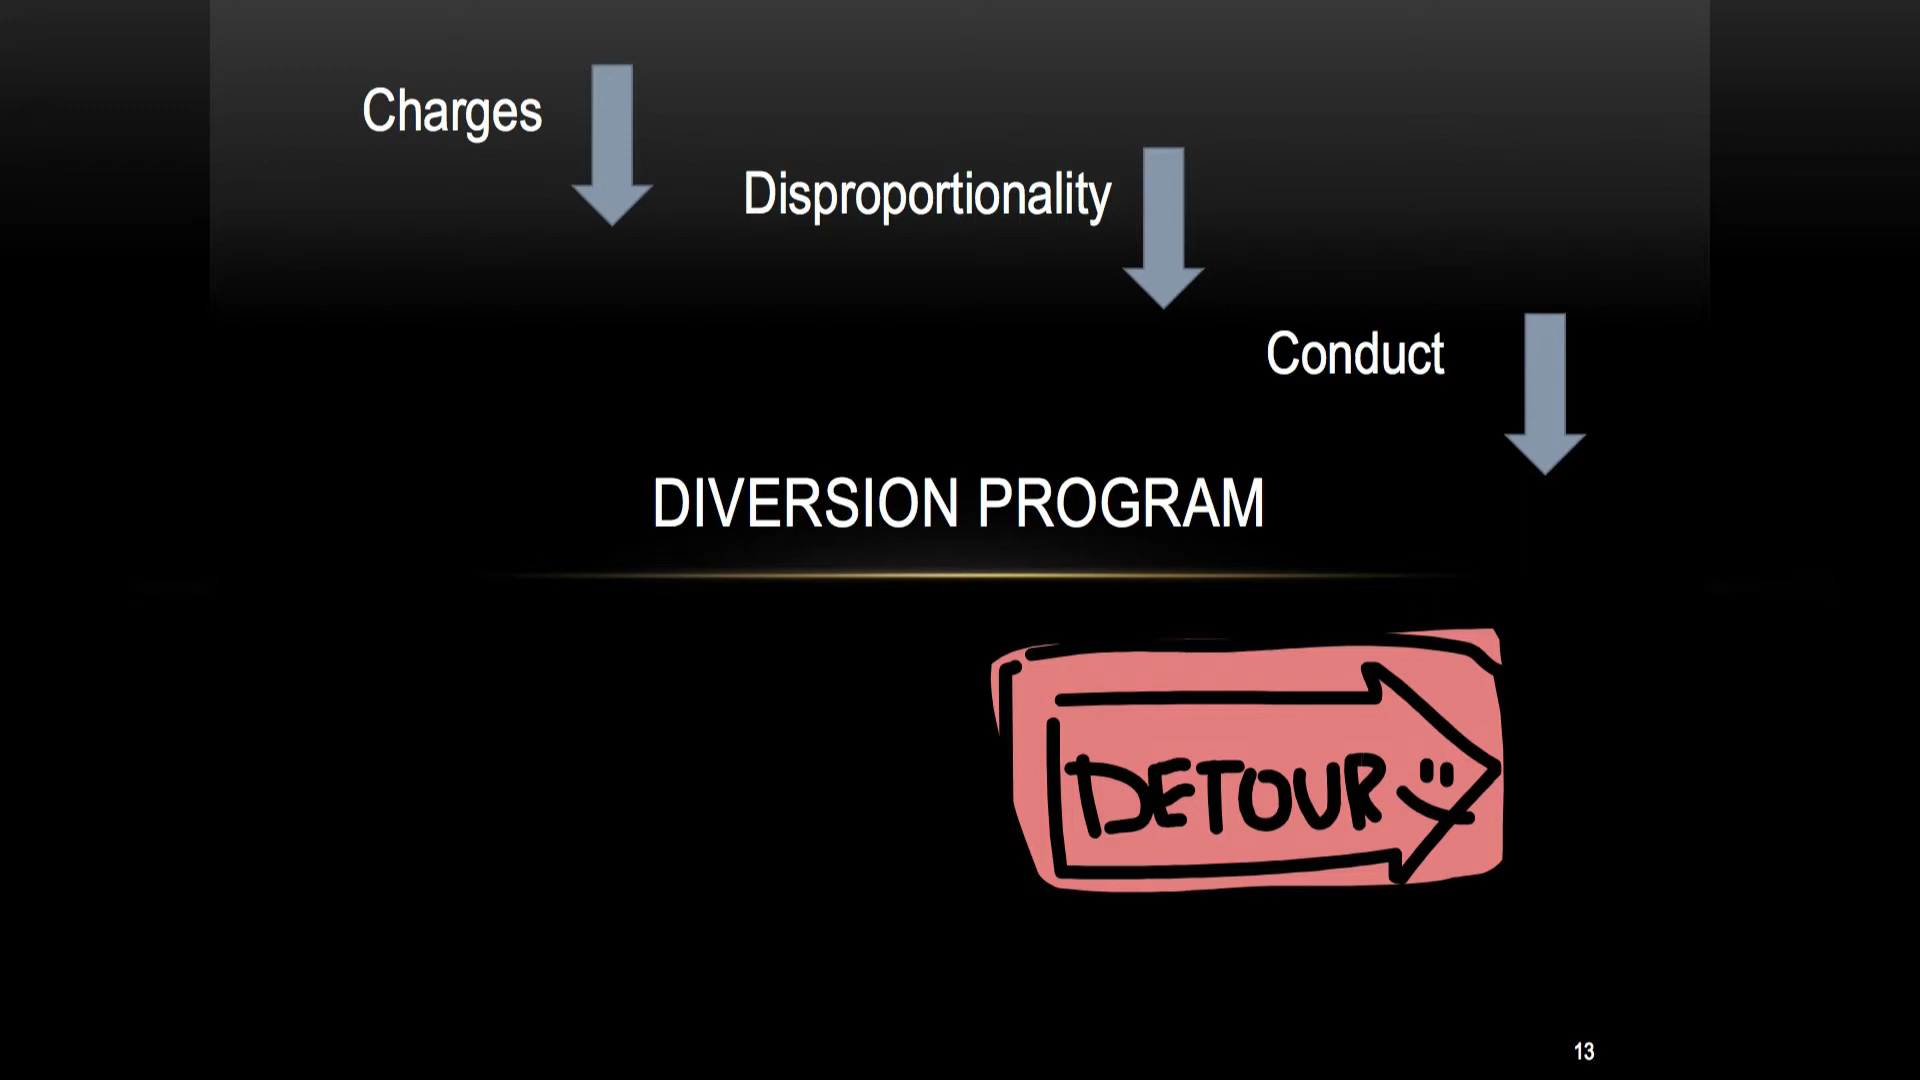 Charges
Disproportionality
Conduct
DIVERSION PROGRAM
DETOUR
13